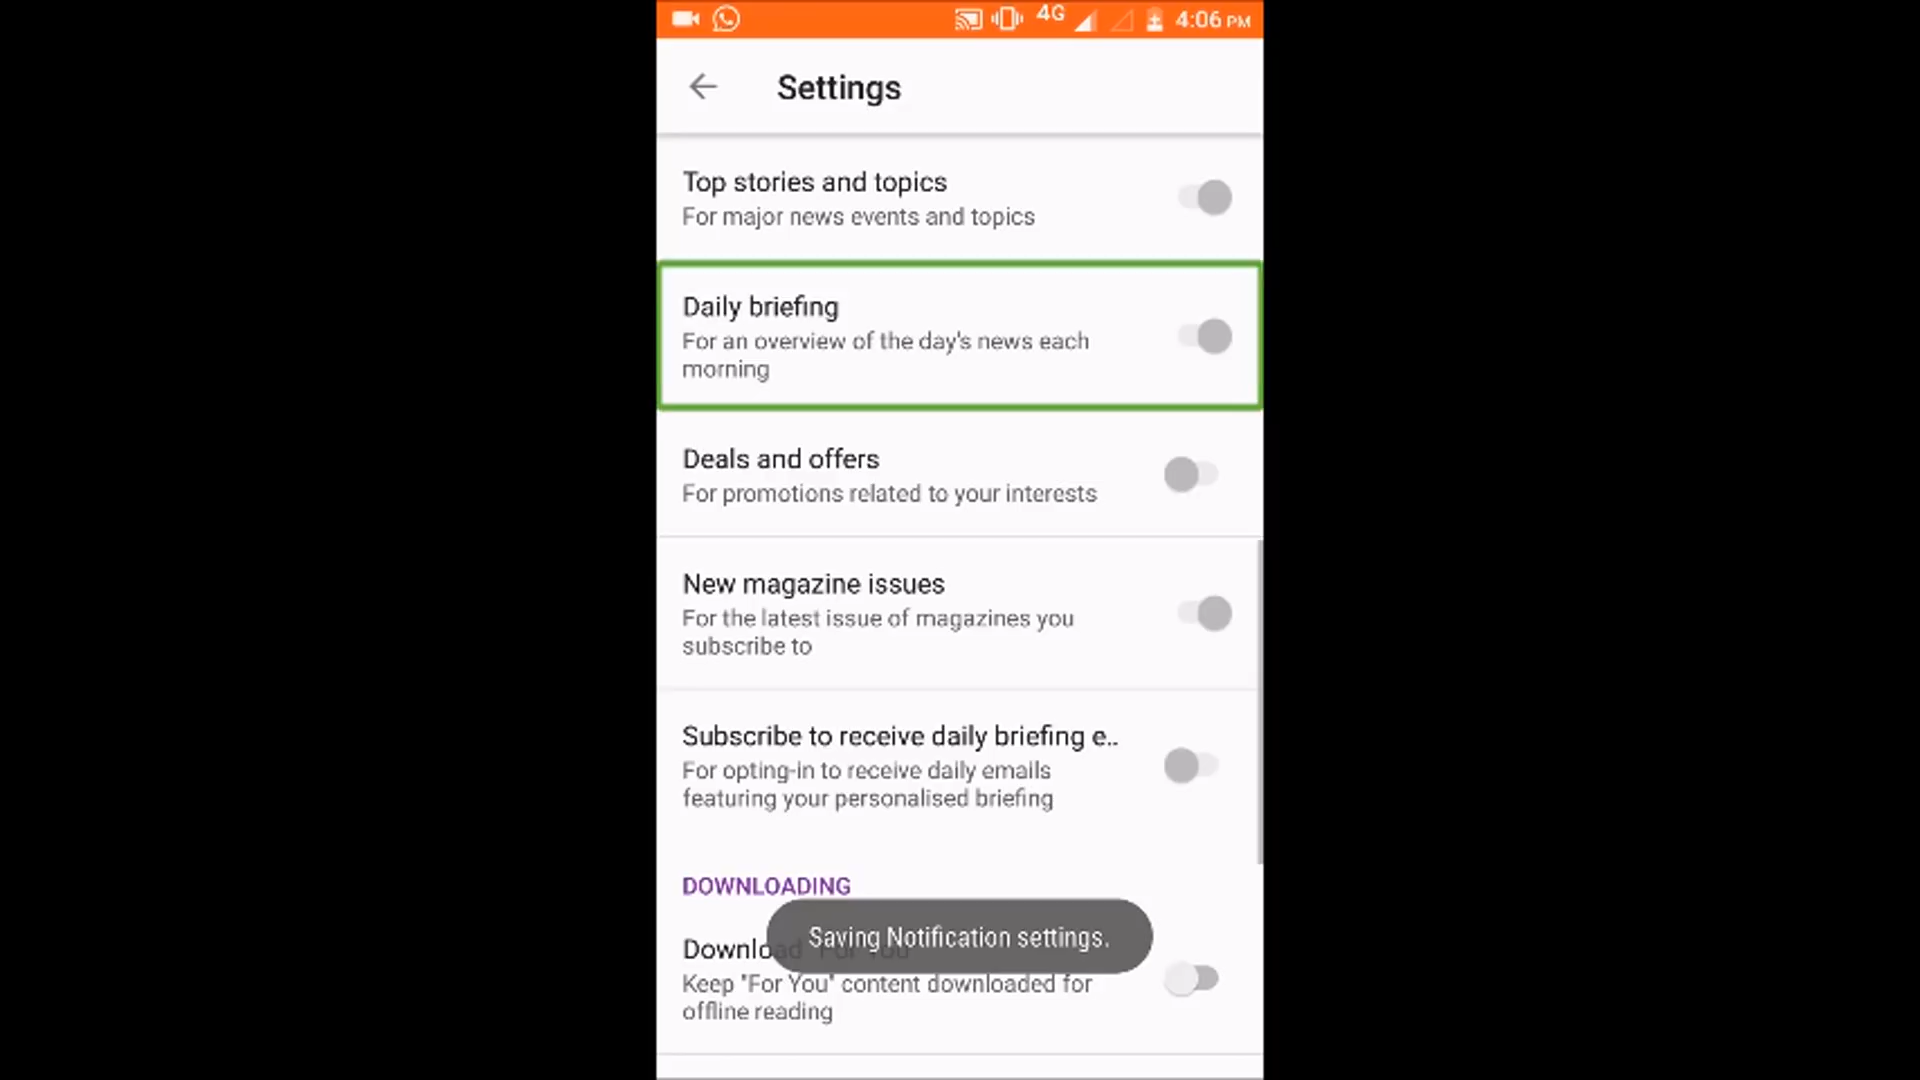 4G 4:06 PM
Settings
Top stories and topics
For major news events and topics
Daily briefing
For an overview of the day's news each
morning
Deals and offers
For promotions related to your interests
New magazine issues
For the latest issue of magazines you
subscribe to
Subscribe to receive daily briefing e..
For opting-in to receive daily emails
featuring your personalised briefing
DOWNLOADING
Download "For You"
Saving Notification settings.
Keep "For You" content downloaded for
offline reading